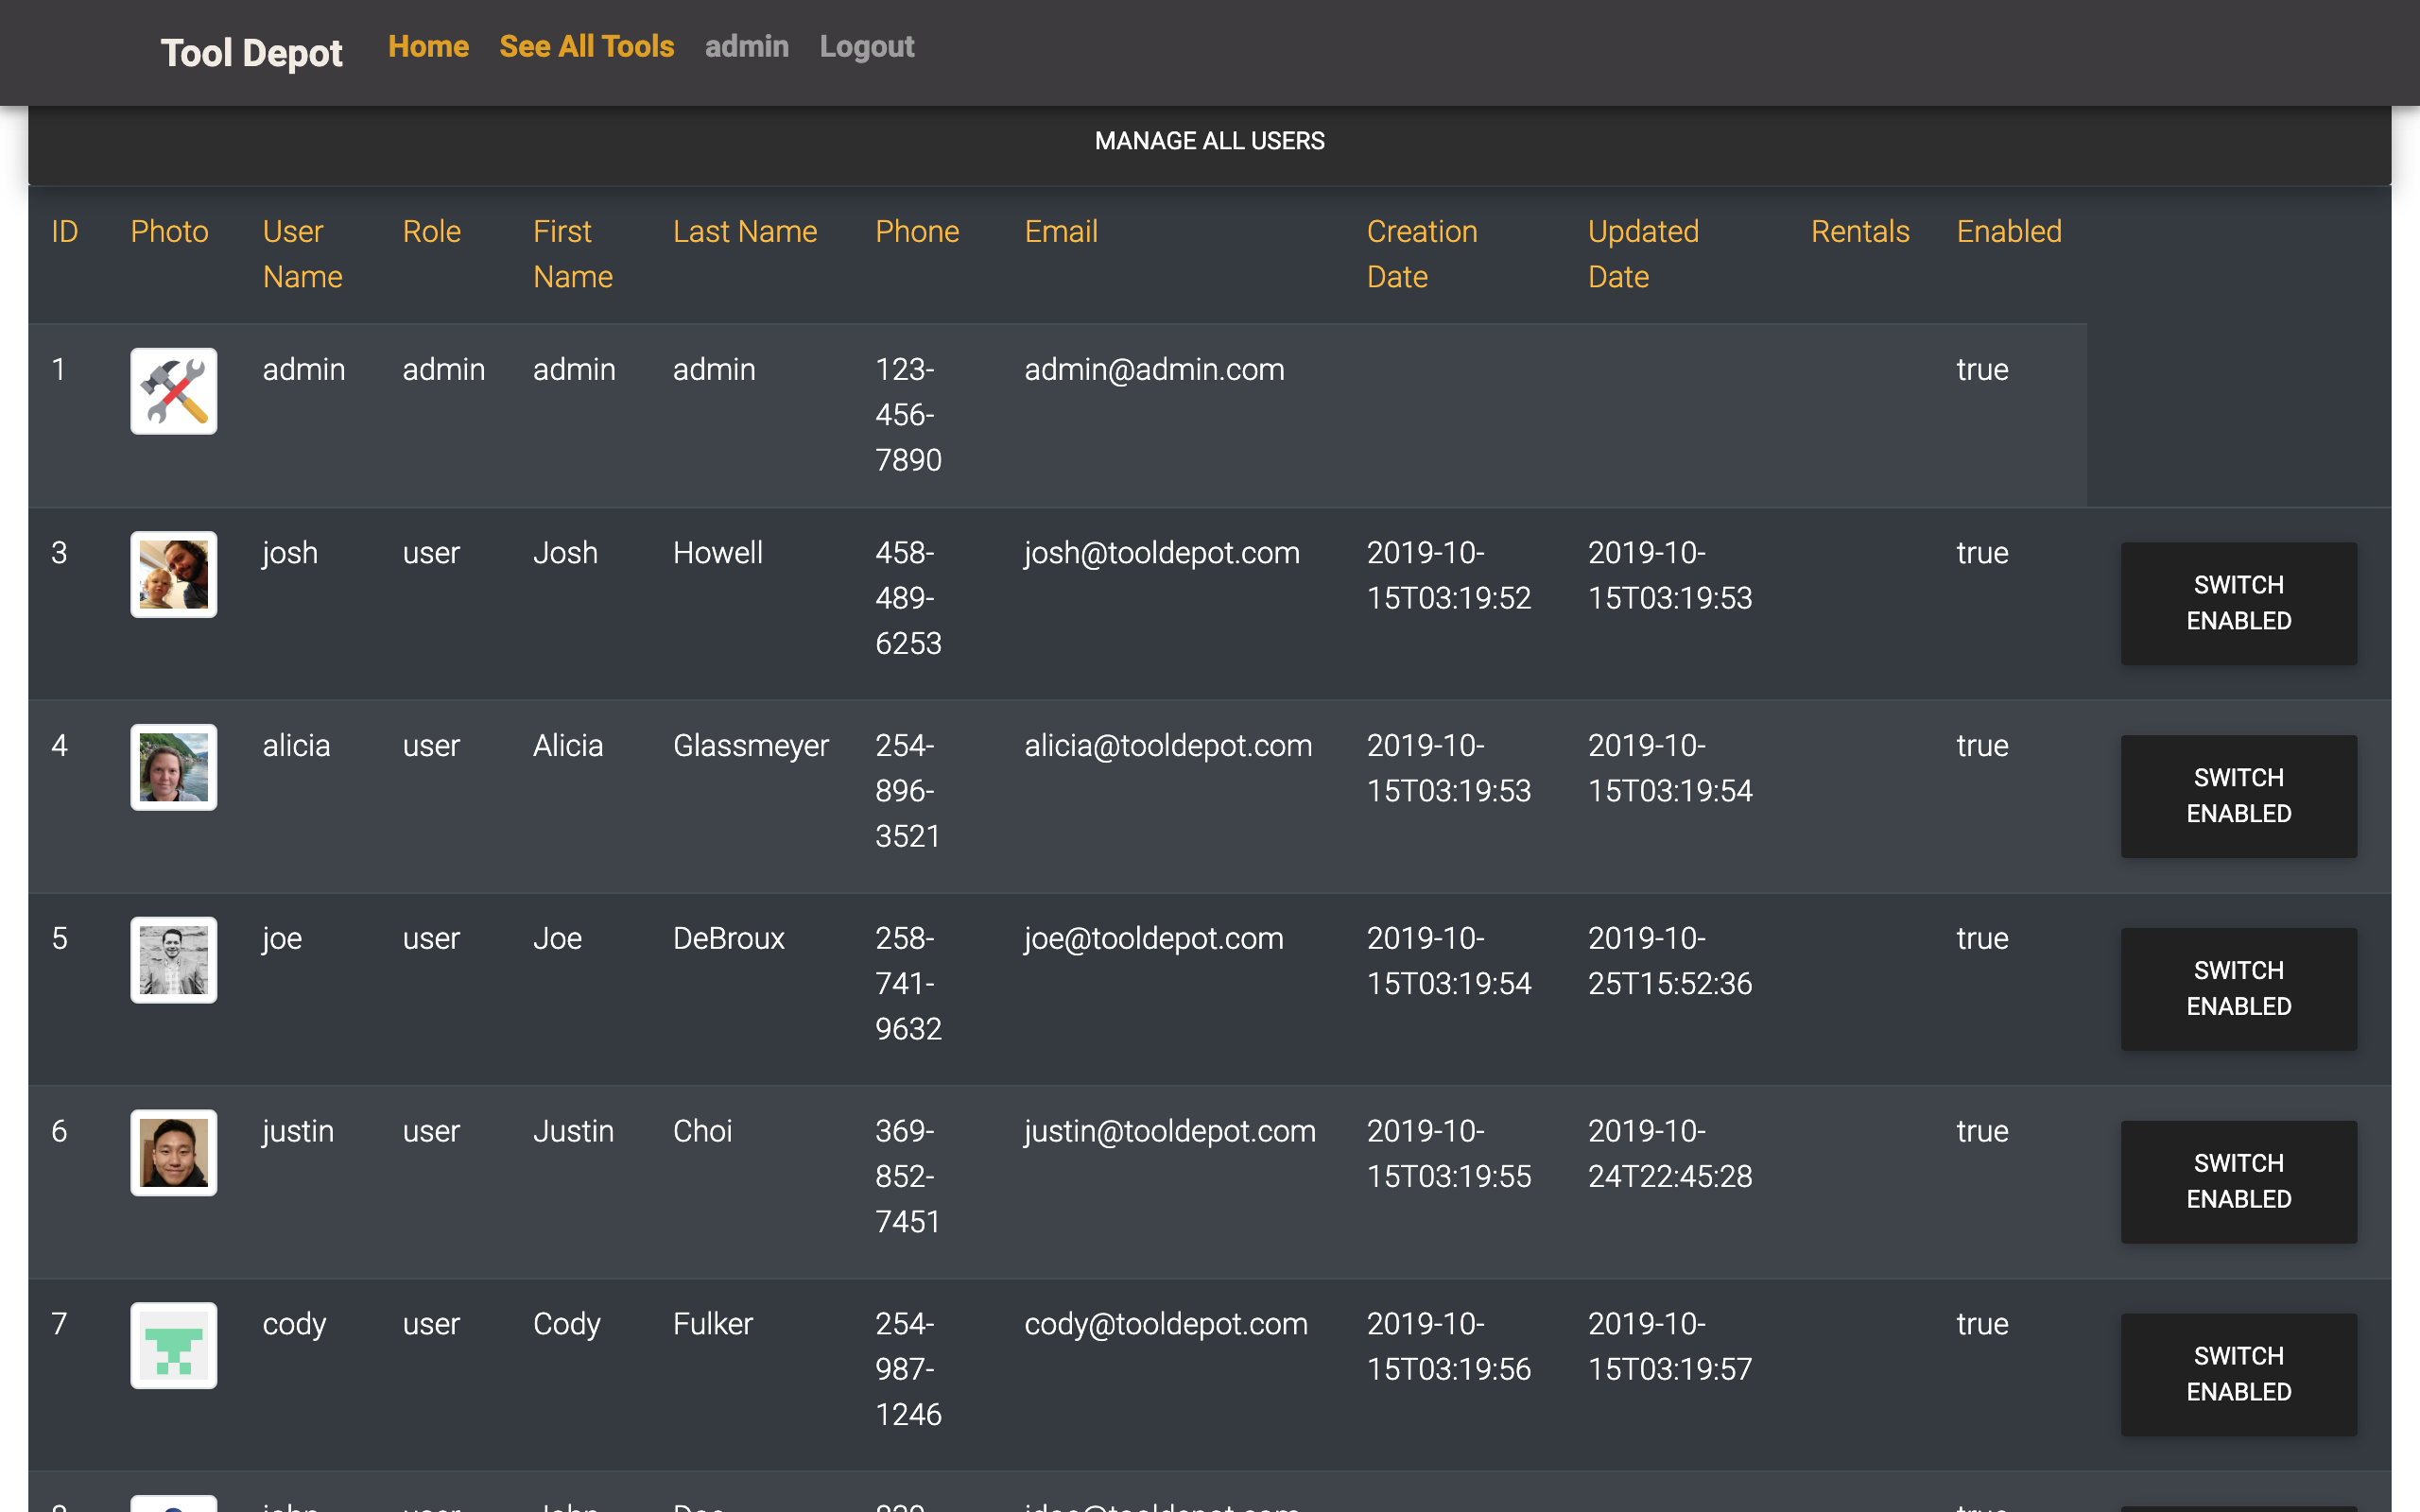 Tool Depot Home See All Tools admin Logout
MANAGE ALL USERS
ID Photo User Name Role First Name Last Name Phone Email Creation Date Updated Date Rentals Enabled
1 admin admin admin admin 123-456-7890 admin@admin.com true
3 josh user Josh Howell 458-489-6253 josh@tooldepot.com 2019-10-15T03:19:52 2019-10-15T03:19:53 true SWITCH ENABLED
4 alicia user Alicia Glassmeyer 254-896-3521 alicia@tooldepot.com 2019-10-15T03:19:53 2019-10-15T03:19:54 true SWITCH ENABLED
5 joe user Joe DeBroux 258-741-9632 joe@tooldepot.com 2019-10-15T03:19:54 2019-10-25T15:52:36 true SWITCH ENABLED
6 justin user Justin Choi 369-852-7451 justin@tooldepot.com 2019-10-15T03:19:55 2019-10-24T22:45:28 true SWITCH ENABLED
7 cody user Cody Fulker 254-987-1246 cody@tooldepot.com 2019-10-15T03:19:56 2019-10-15T03:19:57 true SWITCH ENABLED